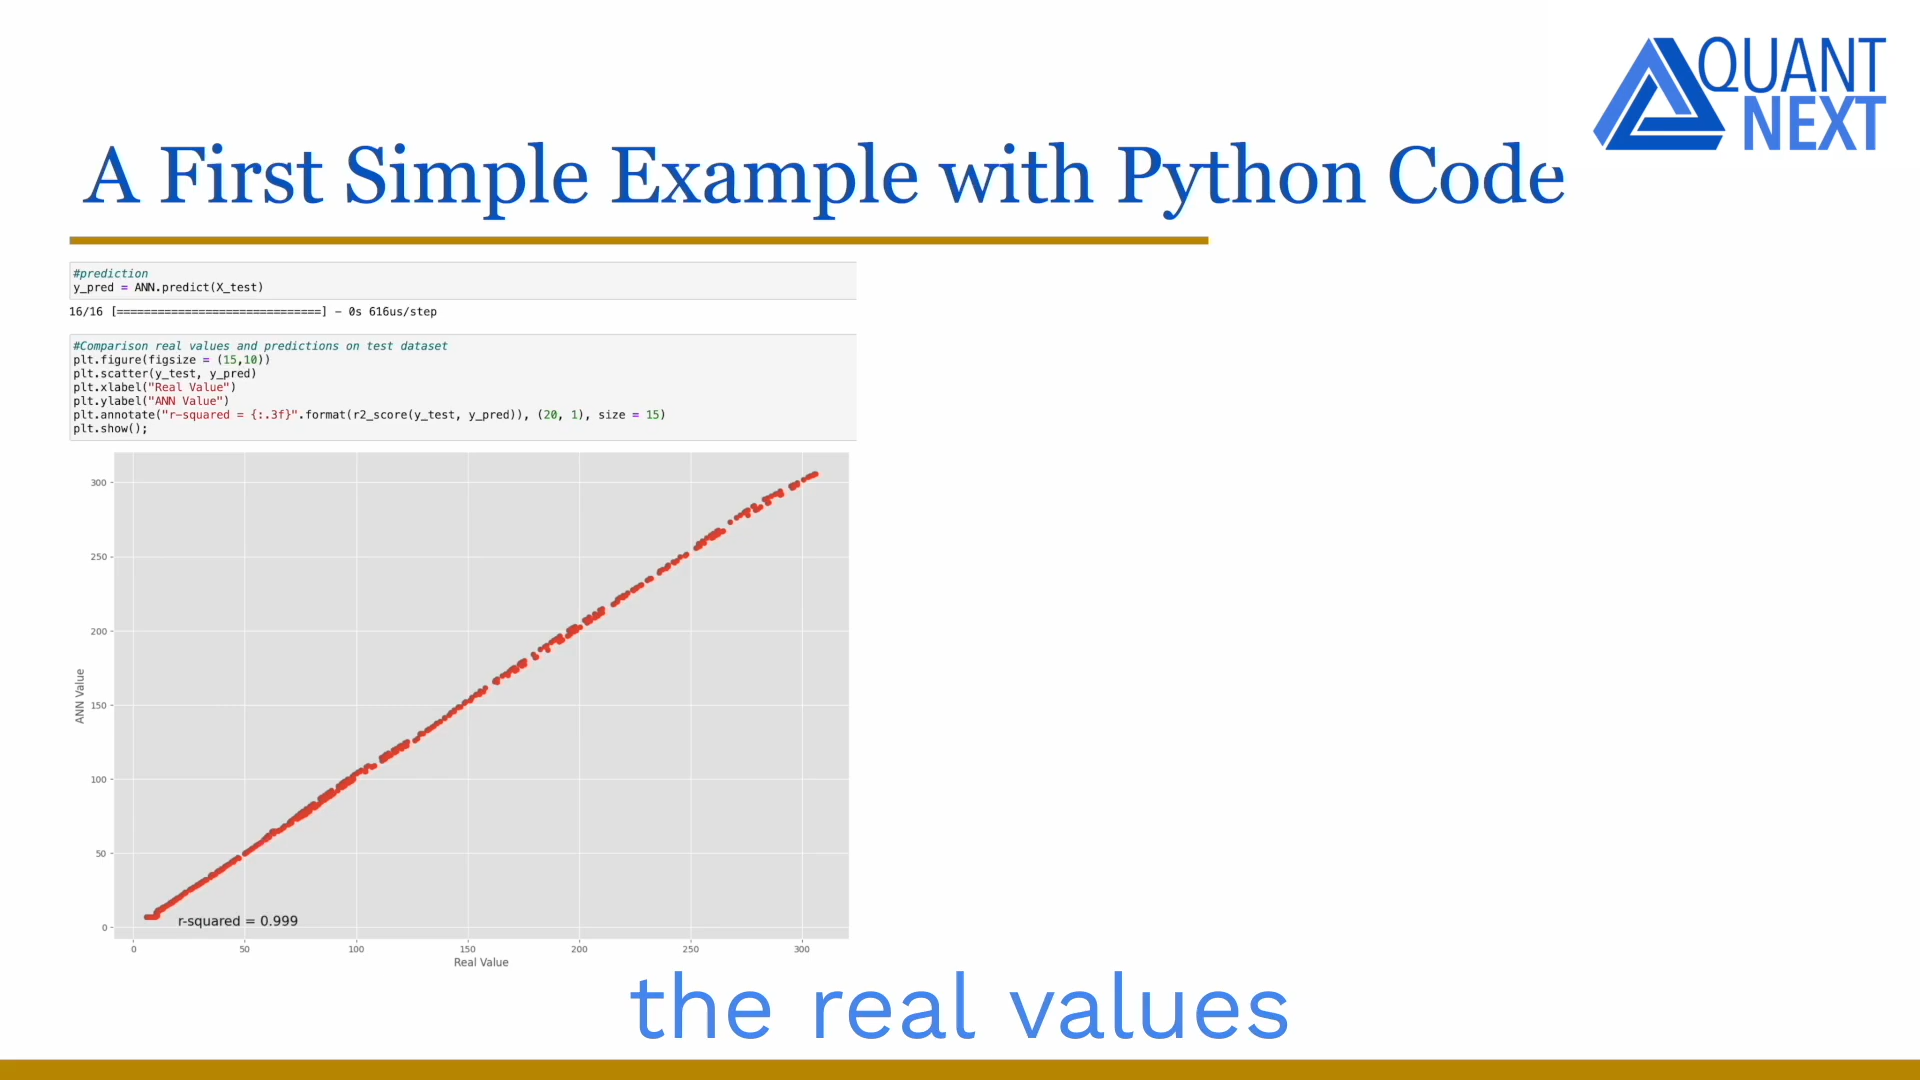 QUANT
NEXT
A First Simple Example with Python Code
#prediction
y_pred = ANN.predict(X_test)
16/16 [==============================] - 0s 616us/step
#Comparison real values and predictions on test dataset
plt.figure(figsize = (15,10))
plt.scatter(y_test, y_pred)
plt.xlabel("Real Value")
plt.ylabel("ANN Value")
plt.annotate("r-squared = {:.3f}".format(r2_score(y_test, y_pred)), (20, 1), size = 15)
plt.show();
300
250
200
150
100
50
0
ANN Value
r-squared = 0.999
0 50 100 150 200 250 300
Real Value
the real values